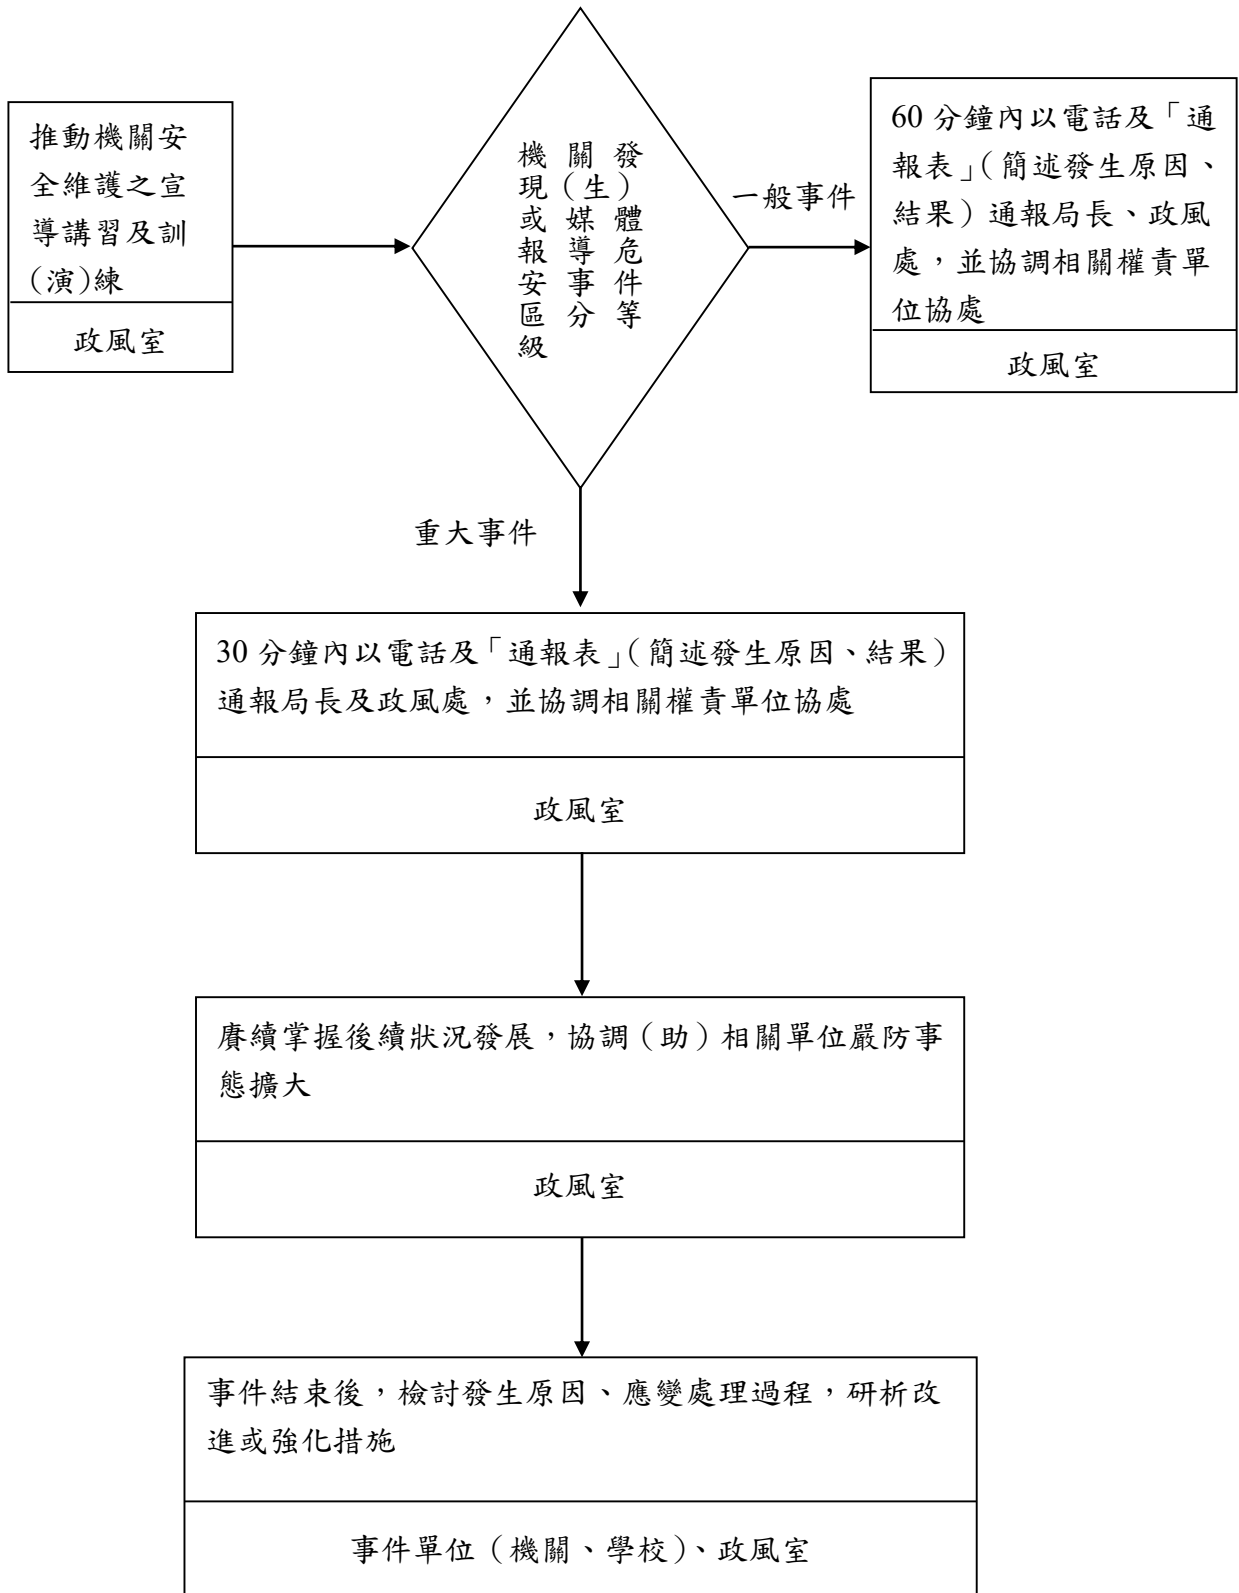 推動機關安
全維護之宣
導講習及訓
(演)練
政風室
機關發
現(生)
或媒體
報導危
安事件
區分等
級
一般事件
60 分鐘內以電話及「通
報表」(簡述發生原因、
結果)通報局長、政風
處,並協調相關權責單
位協處
政風室
重大事件
30 分鐘內以電話及「通報表」(簡述發生原因、結果)
通報局長及政風處,並協調相關權責單位協處
政風室
賡續掌握後續狀況發展,協調(助)相關單位嚴防事
態擴大
政風室
事件結束後,檢討發生原因、應變處理過程,研析改
進或強化措施
事件單位(機關、學校)、政風室